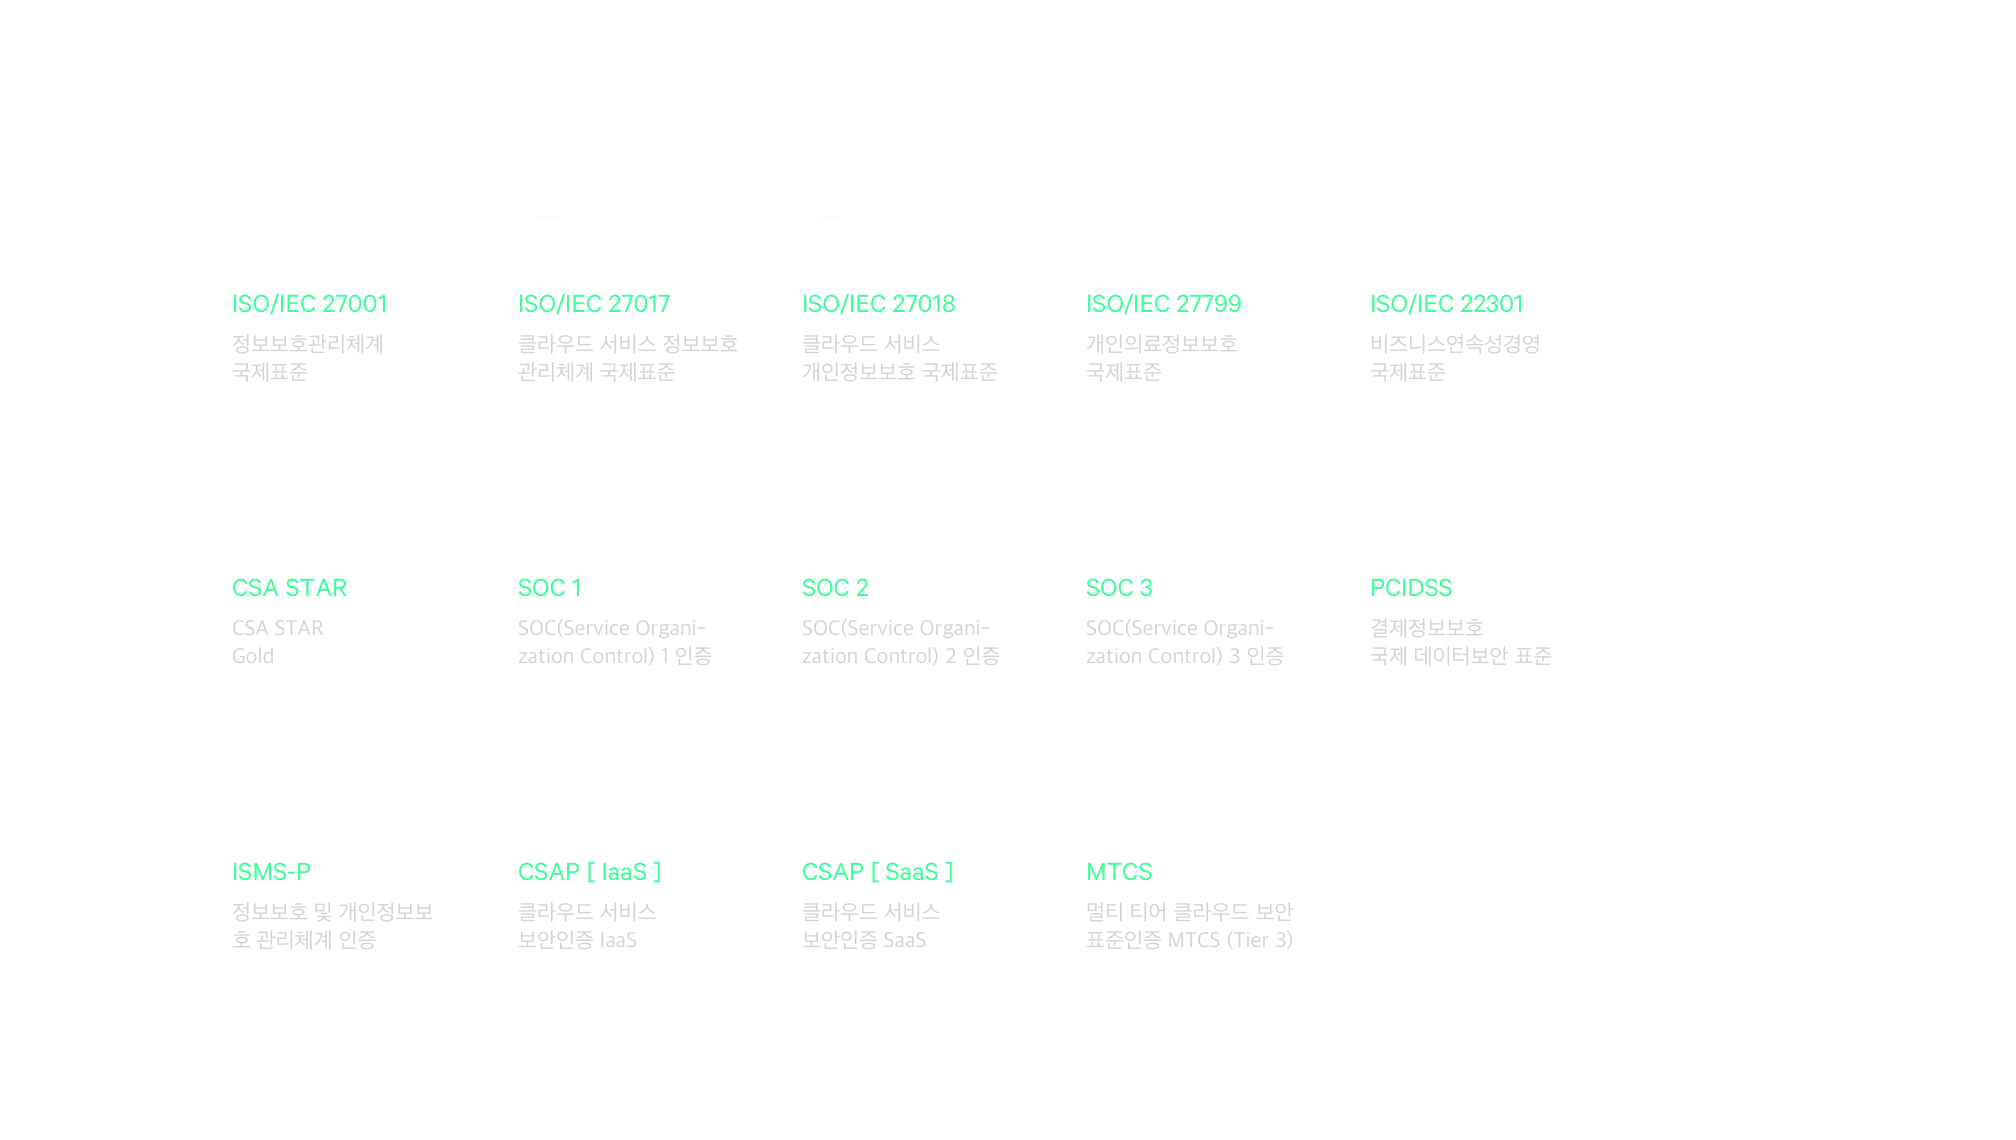 ISO/IEC 27001
정보보호관리체계
국제표준
ISO/IEC 27017
클라우드 서비스 정보보호
관리체계 국제표준
ISO/IEC 27018
클라우드 서비스
개인정보보호 국제표준
ISO/IEC 27799
개인의료정보보호
국제표준
ISO/IEC 22301
비즈니스연속성경영
국제표준
CSA STAR
CSA STAR
Gold
SOC 1
SOC(Service Organi-
zation Control) 1 인증
SOC 2
SOC(Service Organi-
zation Control) 2 인증
SOC 3
SOC(Service Organi-
zation Control) 3 인증
PCIDSS
결제정보보호
국제 데이터보안 표준
ISMS-P
정보보호 및 개인정보보
호 관리체계 인증
CSAP [ IaaS ]
클라우드 서비스
보안인증 IaaS
CSAP [ SaaS ]
클라우드 서비스
보안인증 SaaS
MTCS
멀티 티어 클라우드 보안
표준인증 MTCS (Tier 3)